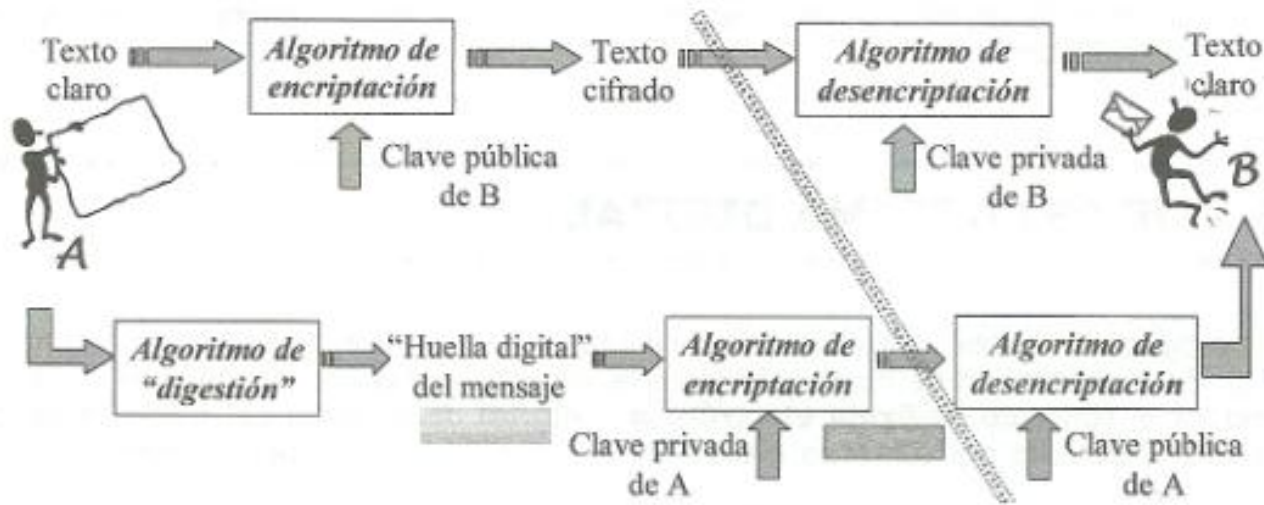 Texto
claro
Algoritmo de
encriptación
Texto
cifrado
Algoritmo de
desencriptación
Texto
claro
Clave pública
de B
Clave privada
de B
A
B
Algoritmo de
“digestión”
“Huella digital”
del mensaje
Algoritmo de
encriptación
Algoritmo de
desencriptación
Clave privada
de A
Clave pública
de A